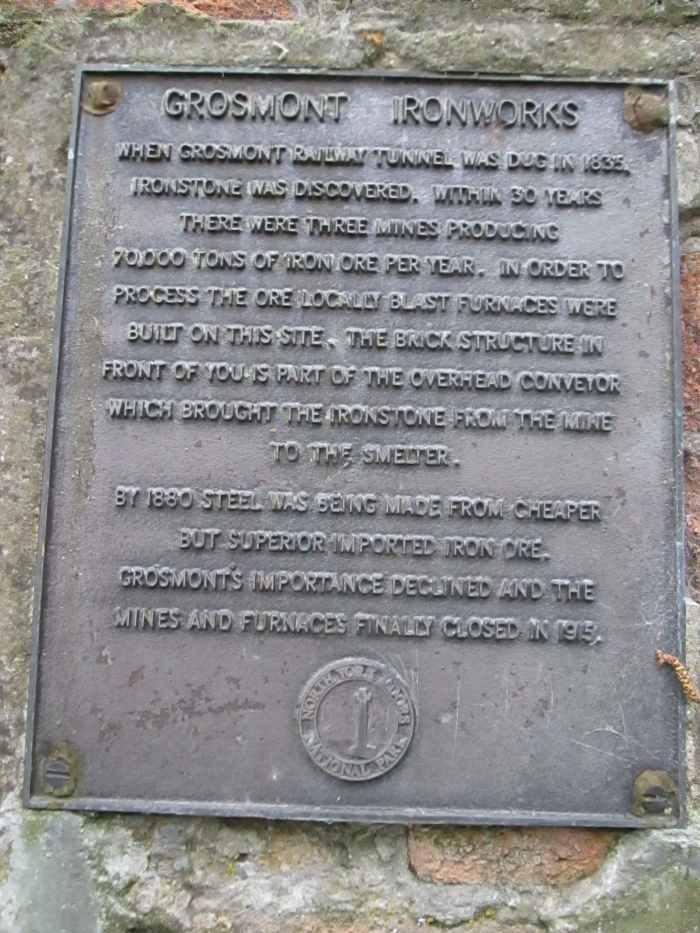 GROSMONT IRONWORKS
WHEN GROSMONT RAILWAY TUNNEL WAS DUG IN 1835,
IRONSTONE WAS DISCOVERED. WITHIN 30 YEARS
THERE WERE THREE MINES PRODUCING
70,000 TONS OF IRON ORE PER YEAR. IN ORDER TO
PROCESS THE ORE LOCALLY BLAST FURNACES WERE
BUILT ON THIS SITE. THE BRICK STRUCTURE IN
FRONT OF YOU IS PART OF THE OVERHEAD CONVEYOR
WHICH BROUGHT THE IRONSTONE FROM THE MINE
TO THE SMELTER.
BY 1880 STEEL WAS BEING MADE FROM CHEAPER
BUT SUPERIOR IMPORTED IRON ORE.
GROSMONT'S IMPORTANCE DECLINED AND THE
MINES AND FURNACES FINALLY CLOSED IN 1915.
NORTH YORK MOORS
NATIONAL PARK